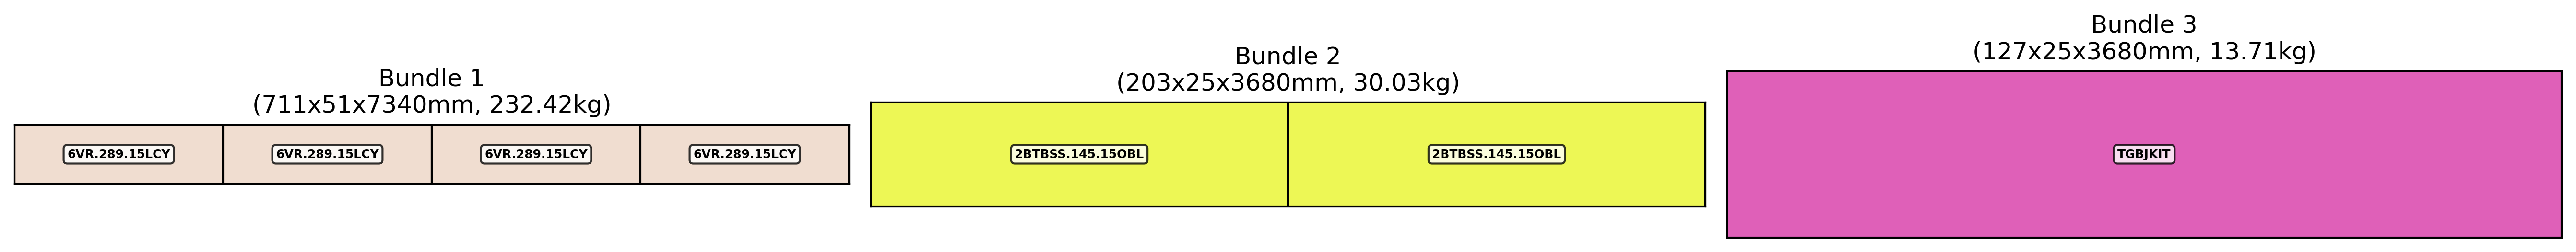 Bundle 1
(711x51x7340mm, 232.42kg)
6VR.289.15LCY
6VR.289.15LCY
6VR.289.15LCY
6VR.289.15LCY
Bundle 2
(203x25x3680mm, 30.03kg)
2BTBSS.145.15OBL
2BTBSS.145.15OBL
Bundle 3
(127x25x3680mm, 13.71kg)
TGBJKIT